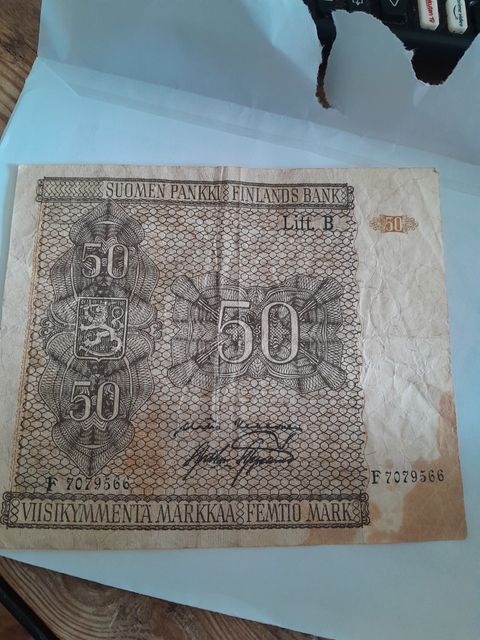 SUOMEN PANKKI FINLANDS BANK
Litt. B
50
50
50
50
F 7079566
F 7079566
VIISIKYMMENTÄ MARKKAA FEMTIO MARK